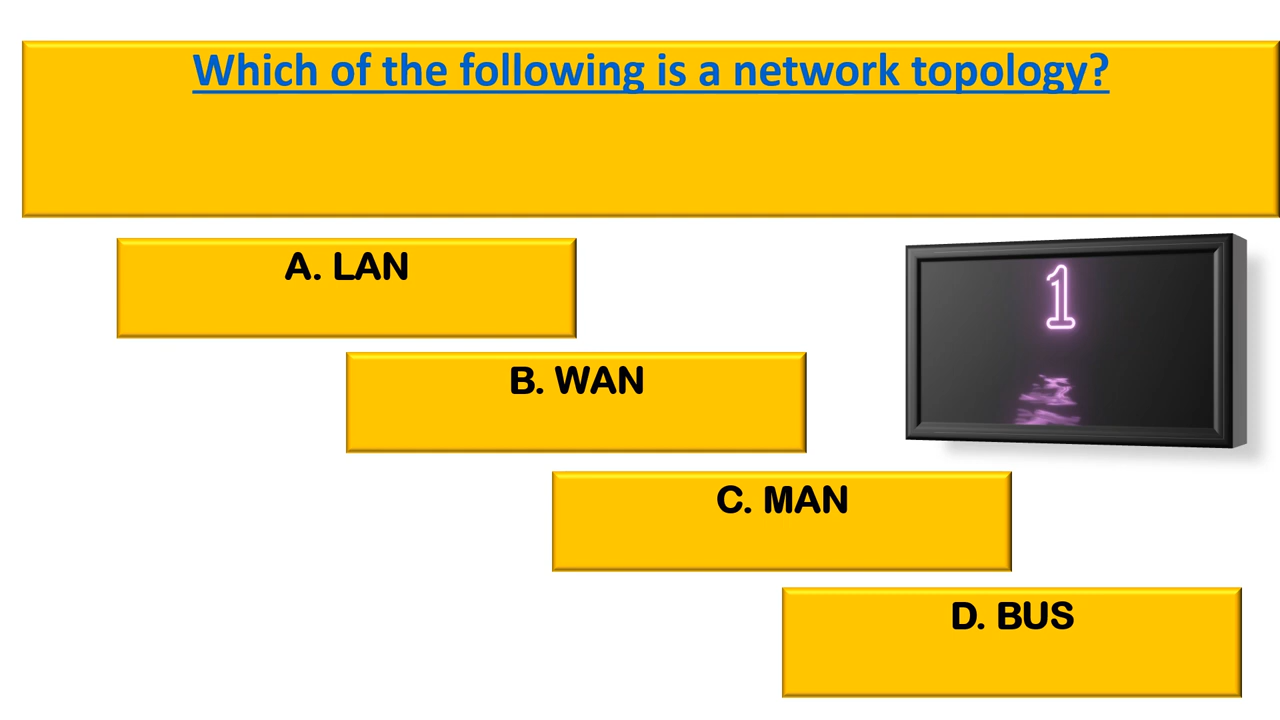 Which of the following is a network topology?
A. LAN
1
B. WAN
C. MAN
D. BUS